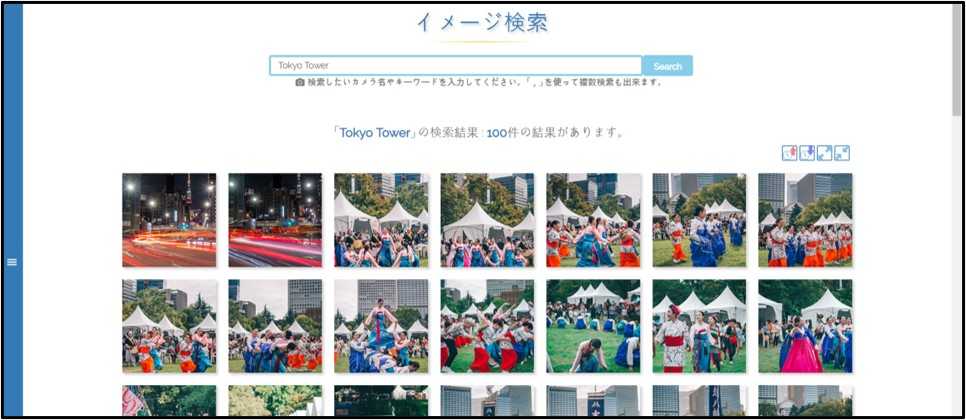 イメージ検索
Tokyo Tower
Search
検索したいカメラ名やキーワードを入力してください。「 , 」を使って複数検索も出来ます。
「Tokyo Tower」の検索結果 : 100件の結果があります。